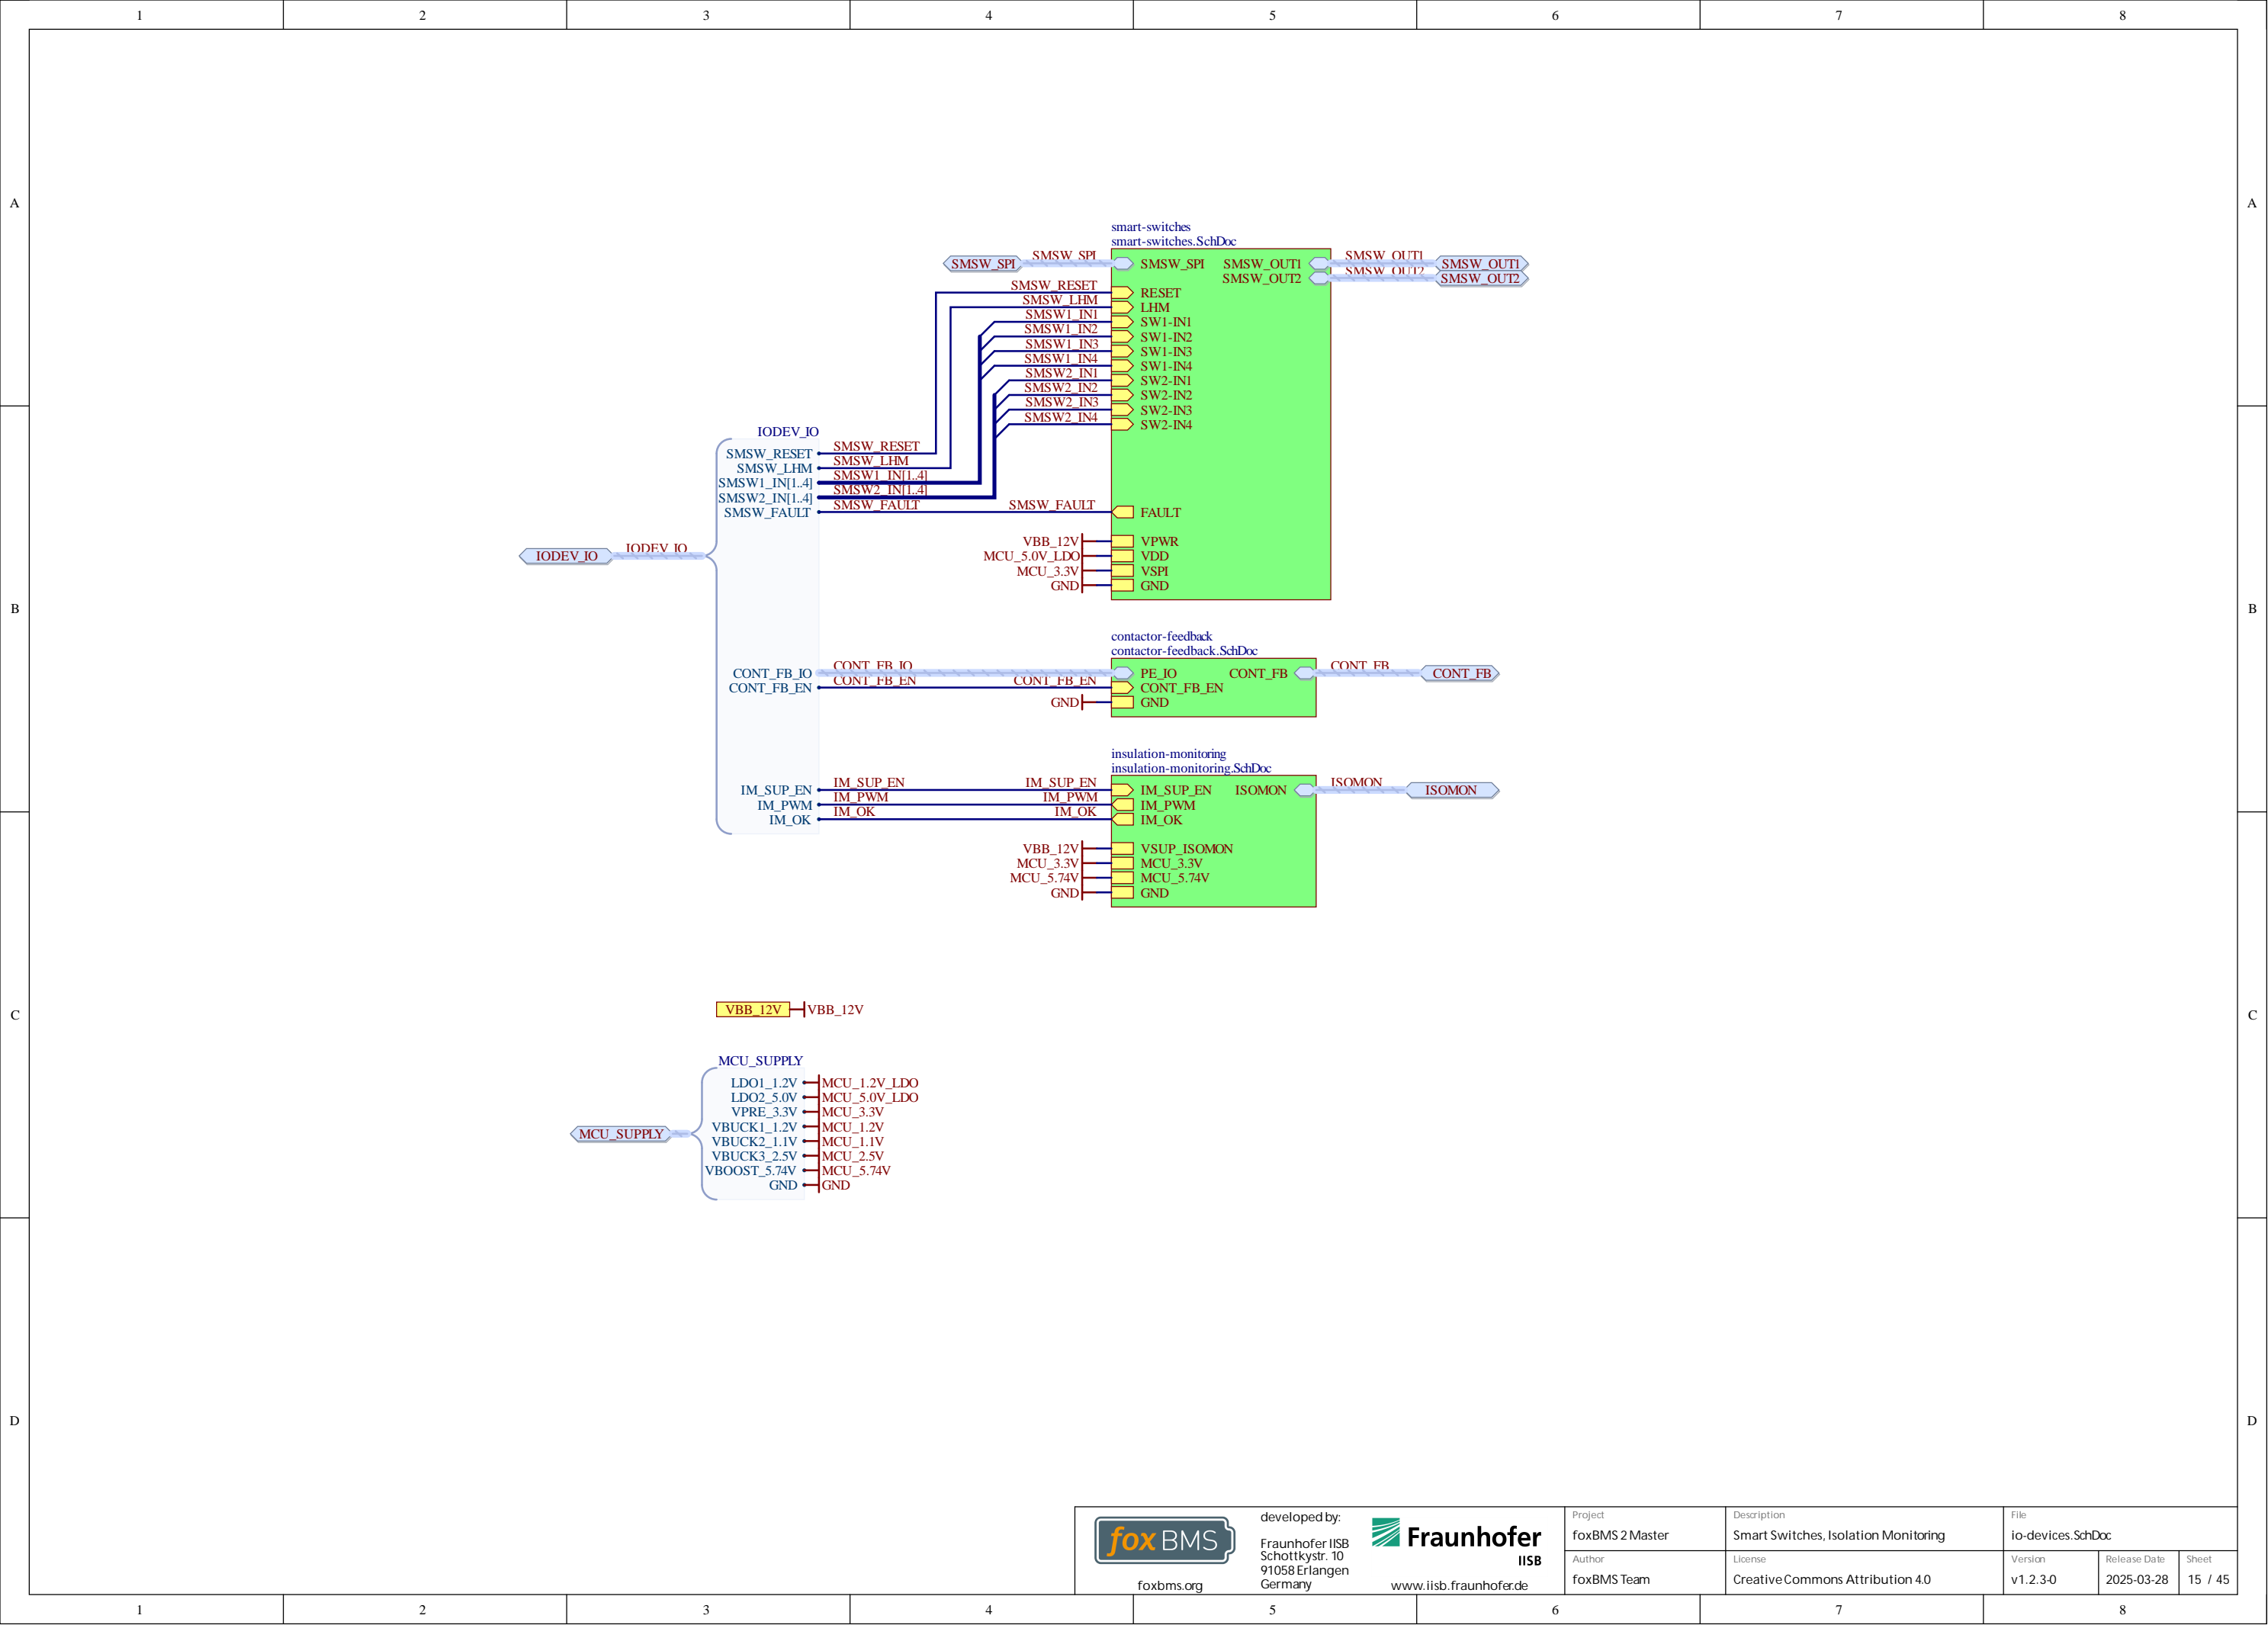 1 2 3 4 5 6 7 8
A A
smart-switches
smart-switches.SchDoc
SMSW_SPI SMSW_SPI SMSW_SPI SMSW_OUT1 SMSW_OUT1 SMSW_OUT1
SMSW_OUT2 SMSW_OUT2 SMSW_OUT2
SMSW_RESET RESET
SMSW_LHM LHM
SMSW1_IN1 SW1-IN1
SMSW1_IN2 SW1-IN2
SMSW1_IN3 SW1-IN3
SMSW1_IN4 SW1-IN4
SMSW2_IN1 SW2-IN1
SMSW2_IN2 SW2-IN2
SMSW2_IN3 SW2-IN3
SMSW2_IN4 SW2-IN4
IODEV_IO
SMSW_RESET SMSW_RESET
SMSW_LHM SMSW_LHM
SMSW1_IN[1..4] SMSW1_IN[1..4]
SMSW2_IN[1..4] SMSW2_IN[1..4]
SMSW_FAULT SMSW_FAULT SMSW_FAULT FAULT
IODEV_IO IODEV_IO
VBB_12V VPWR
MCU_5.0V_LDO VDD
MCU_3.3V VSPI
GND GND
B B
contactor-feedback
contactor-feedback.SchDoc
CONT_FB_IO CONT_FB_IO PE_IO CONT_FB CONT_FB CONT_FB
CONT_FB_EN CONT_FB_EN CONT_FB_EN CONT_FB_EN
GND GND
insulation-monitoring
insulation-monitoring.SchDoc
IM_SUP_EN IM_SUP_EN IM_SUP_EN IM_SUP_EN ISOMON ISOMON ISOMON
IM_PWM IM_PWM IM_PWM IM_PWM
IM_OK IM_OK IM_OK IM_OK
VBB_12V VSUP_ISOMON
MCU_3.3V MCU_3.3V
MCU_5.74V MCU_5.74V
GND GND
VBB_12V VBB_12V
C C
MCU_SUPPLY
LDO1_1.2V MCU_1.2V_LDO
LDO2_5.0V MCU_5.0V_LDO
VPRE_3.3V MCU_3.3V
VBUCK1_1.2V MCU_1.2V
MCU_SUPPLY
VBUCK2_1.1V MCU_1.1V
VBUCK3_2.5V MCU_2.5V
VBOOST_5.74V MCU_5.74V
GND GND
D D
fox BMS
foxbms.org
developed by:
Fraunhofer IISB
Schottkystr. 10
91058 Erlangen
Germany
Fraunhofer
IISB
www.iisb.fraunhofer.de
Project
foxBMS 2 Master
Description
Smart Switches, Isolation Monitoring
File
io-devices.SchDoc
Author
foxBMS Team
License
Creative Commons Attribution 4.0
Version
v1.2.3-0
Release Date
2025-03-28
Sheet
15 / 45
1 2 3 4 5 6 7 8